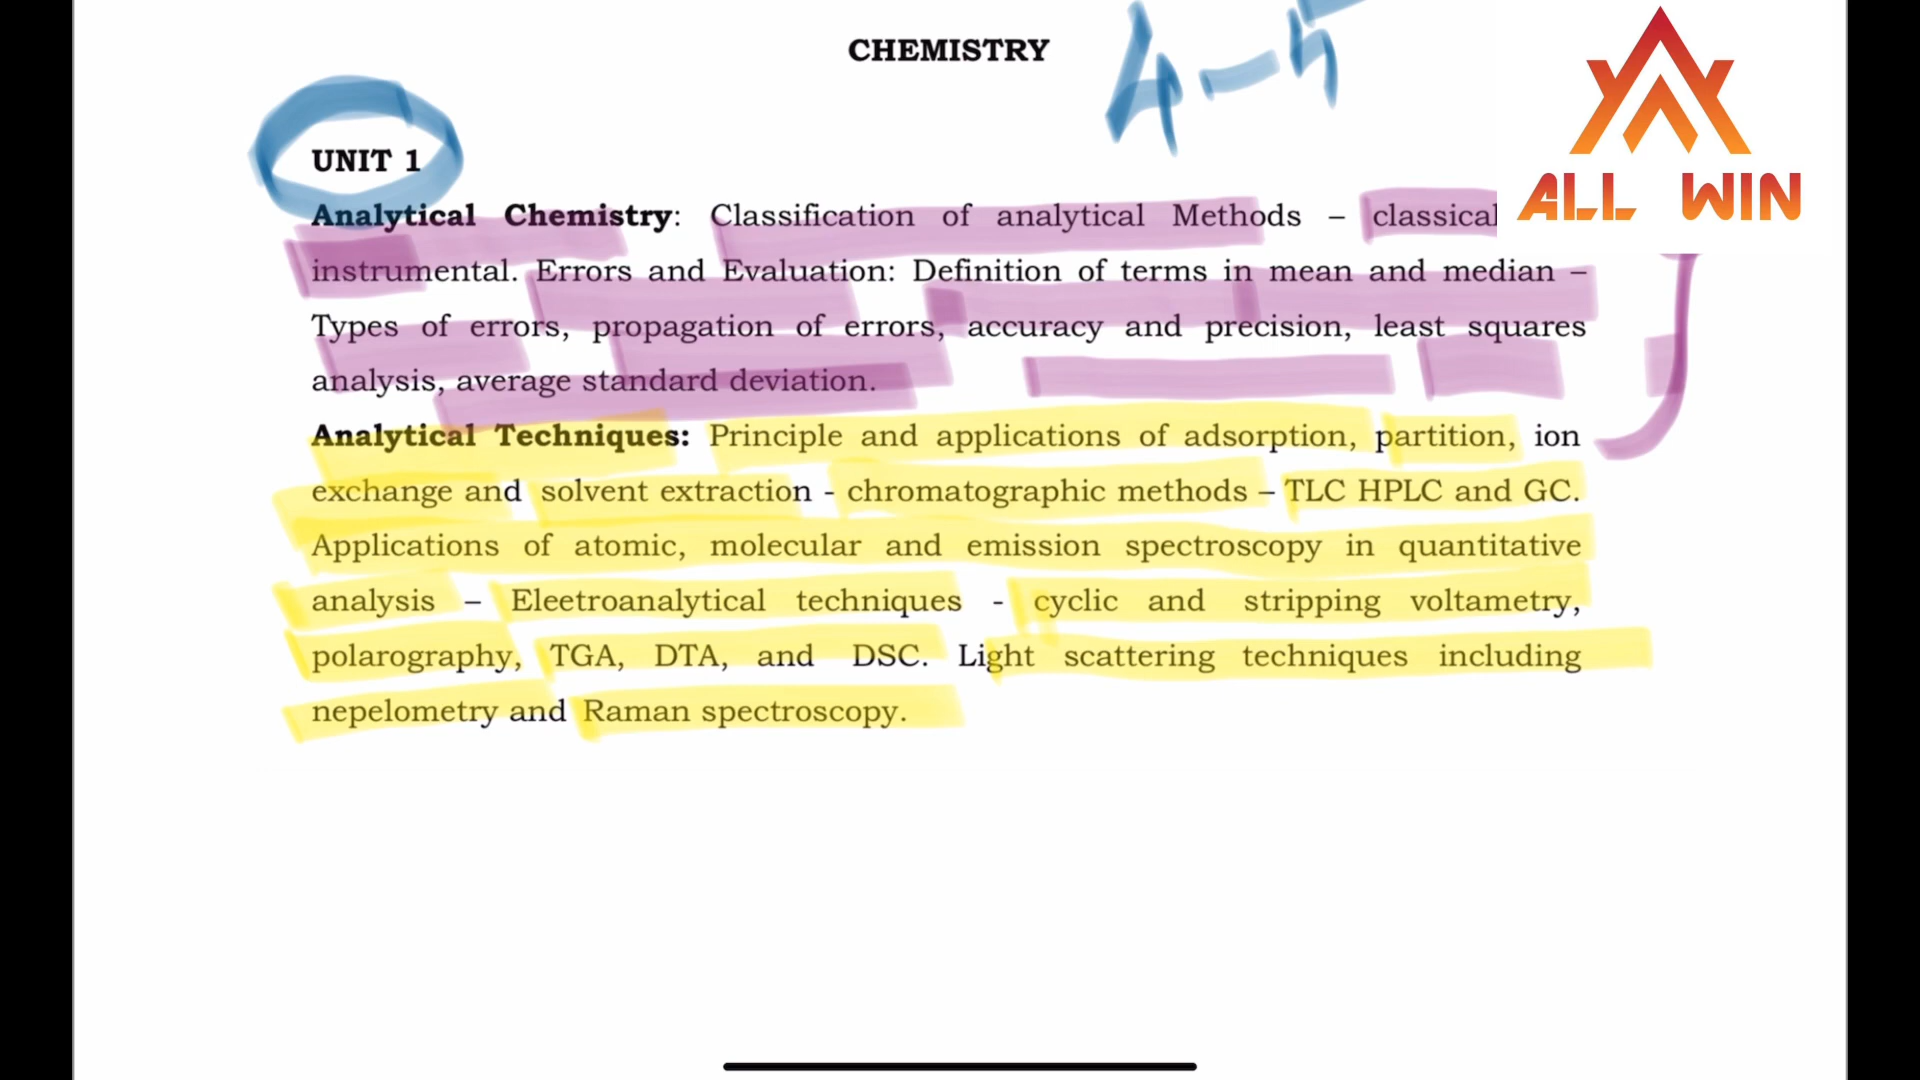 CHEMISTRY
4-5
UNIT 1
Analytical Chemistry: Classification of analytical Methods – classical
instrumental. Errors and Evaluation: Definition of terms in mean and median –
Types of errors, propagation of errors, accuracy and precision, least squares
analysis, average standard deviation.
Analytical Techniques: Principle and applications of adsorption, partition, ion
exchange and solvent extraction - chromatographic methods – TLC HPLC and GC.
Applications of atomic, molecular and emission spectroscopy in quantitative
analysis – Eleetroanalytical techniques - cyclic and stripping voltametry,
polarography, TGA, DTA, and DSC. Light scattering techniques including
nepelometry and Raman spectroscopy.
ALL WIN